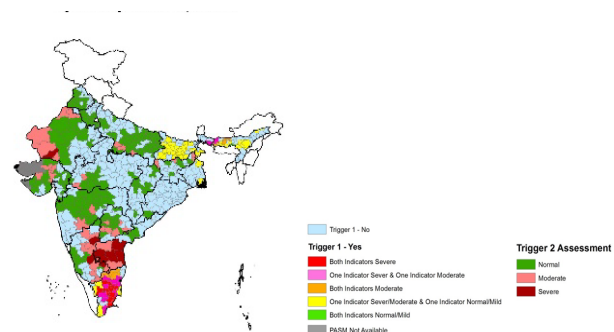 Trigger 1 - No
Trigger 1 - Yes
Both Indicators Severe
One Indicator Sever & One Indicator Moderate
Both Indicators Moderate
One Indicator Sever/Moderate & One Indicator Normal/Mild
Both Indicators Normal/Mild
PASM Not Available
Trigger 2 Assessment
Normal
Moderate
Severe